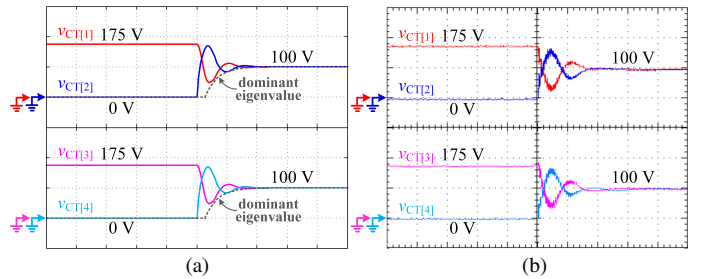 vCT[1] 175 V
100 V
vCT[2]
0 V
dominant
eigenvalue
vCT[3] 175 V
100 V
vCT[4]
0 V
dominant
eigenvalue
(a)
vCT[1]
175 V
100 V
vCT[2]
0 V
vCT[3]
175 V
100 V
vCT[4]
0 V
(b)